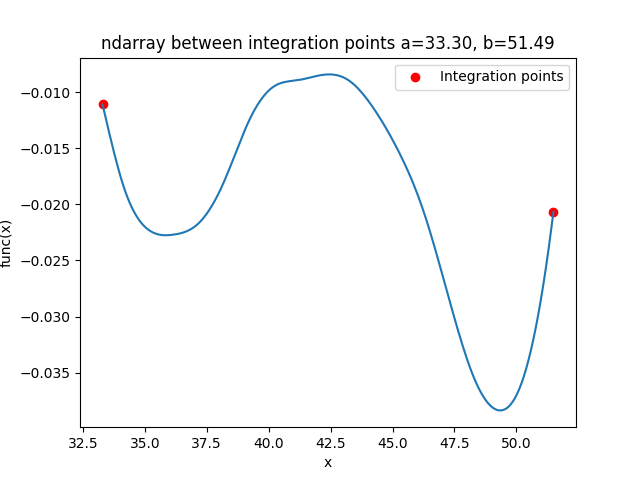 ndarray between integration points a=33.30, b=51.49
Integration points
−0.010
−0.015
−0.020
−0.025
−0.030
−0.035
func(x)
32.5 35.0 37.5 40.0 42.5 45.0 47.5 50.0
x